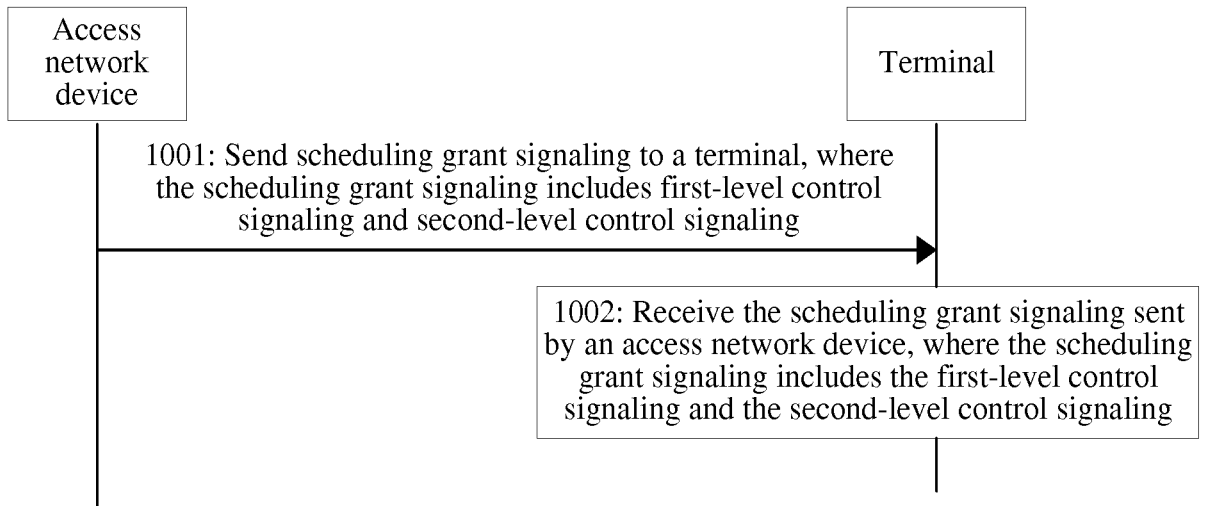 Access
network
device
Terminal
1001: Send scheduling grant signaling to a terminal, where
the scheduling grant signaling includes first-level control
signaling and second-level control signaling
1002: Receive the scheduling grant signaling sent
by an access network device, where the scheduling
grant signaling includes the first-level control
signaling and the second-level control signaling